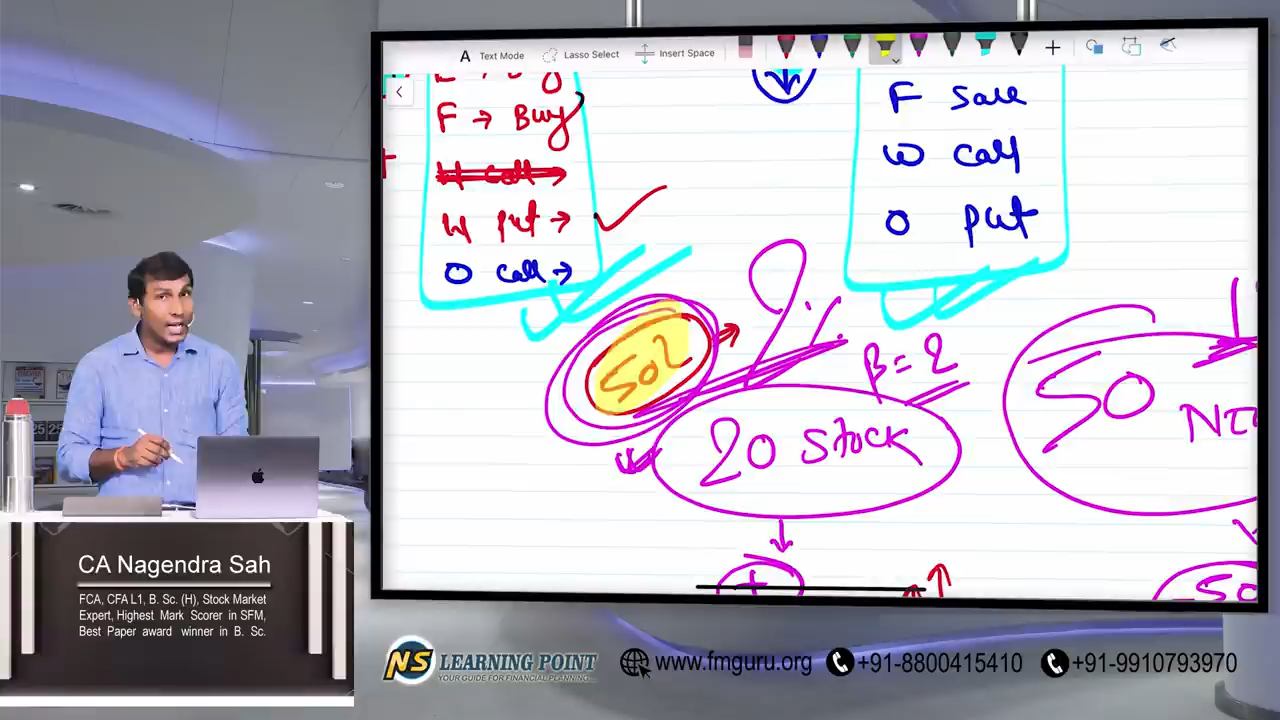 Text Mode
Lasso Select
Insert Space
F → Buy
W call →
W put →
O call →
F Sale
W call
O put
502
β = 2
20 Stock
50
CA Nagendra Sah
FCA, CFA L1, B. Sc. (H), Stock Market
Expert, Highest Mark Scorer in SFM,
Best Paper award winner in B. Sc.
NS LEARNING POINT
YOUR GUIDE FOR FINANCIAL PLANNING...
www.fmguru.org
+91-8800415410
+91-9910793970